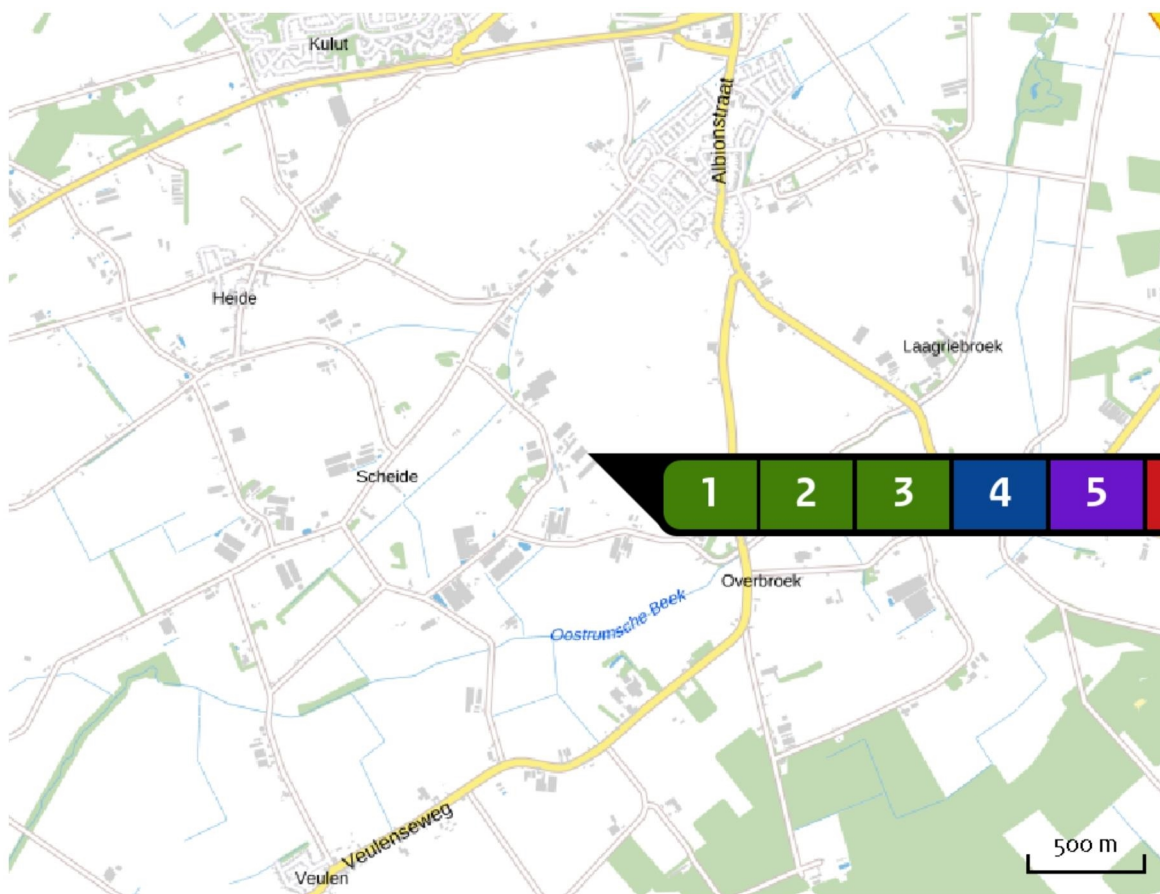 Kulut
Albionstraat
Heide
Laagriebroek
Scheide
1 2 3 4 5
Overbroek
Oostrumsche Beek
Veulenseweg
Veulen
500 m